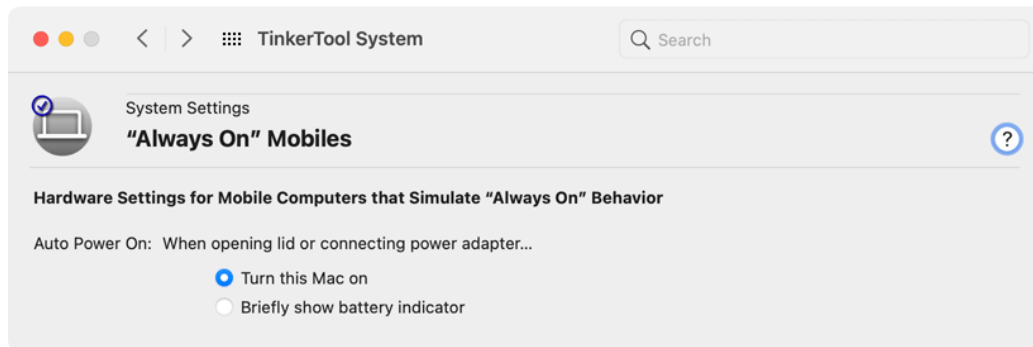 TinkerTool System
Search
System Settings
“Always On” Mobiles
?
Hardware Settings for Mobile Computers that Simulate “Always On” Behavior
Auto Power On: When opening lid or connecting power adapter...
Turn this Mac on
Briefly show battery indicator